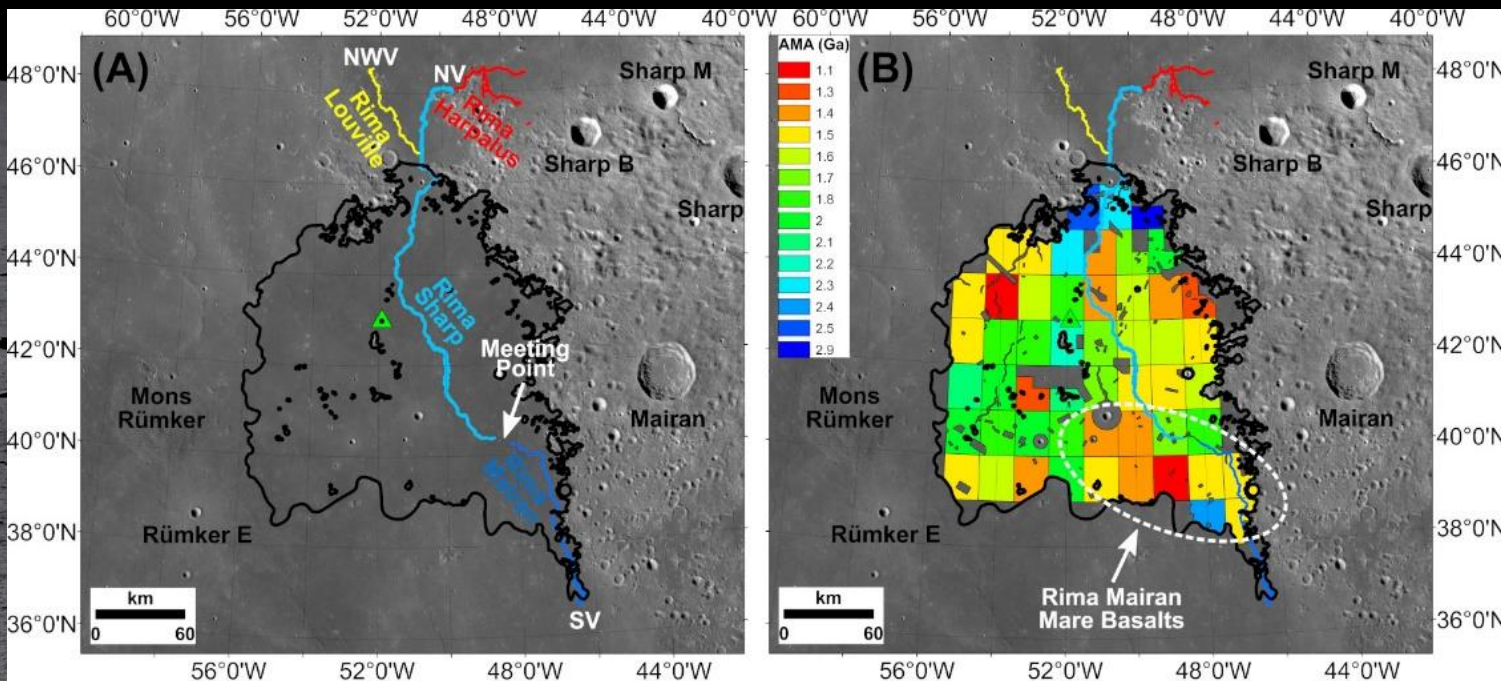 60°0'W 56°0'W 52°0'W 48°0'W 44°0'W 40°0'W
(A)
NWV
NV
Rima
Louville
Rima
Harpalus
Sharp M
Sharp B
Sharp
Rima
Sharp
Meeting
Point
Mons
Rümker
Mairan
Rümker E
SV
km
0 60
48°0'N
46°0'N
44°0'N
42°0'N
40°0'N
38°0'N
36°0'N
56°0'W 52°0'W 48°0'W 44°0'W
60°0'W 56°0'W 52°0'W 48°0'W 44°0'W 40°0'W
AMA (Ga)
1.1
1.3
1.4
1.5
1.6
1.7
1.8
2
2.1
2.2
2.3
2.4
2.5
2.9
(B)
Sharp M
Sharp B
Sharp
Mons
Rümker
Mairan
Rümker E
Rima Mairan
Mare Basalts
km
0 60
48°0'N
46°0'N
44°0'N
42°0'N
40°0'N
38°0'N
36°0'N
56°0'W 52°0'W 48°0'W 44°0'W